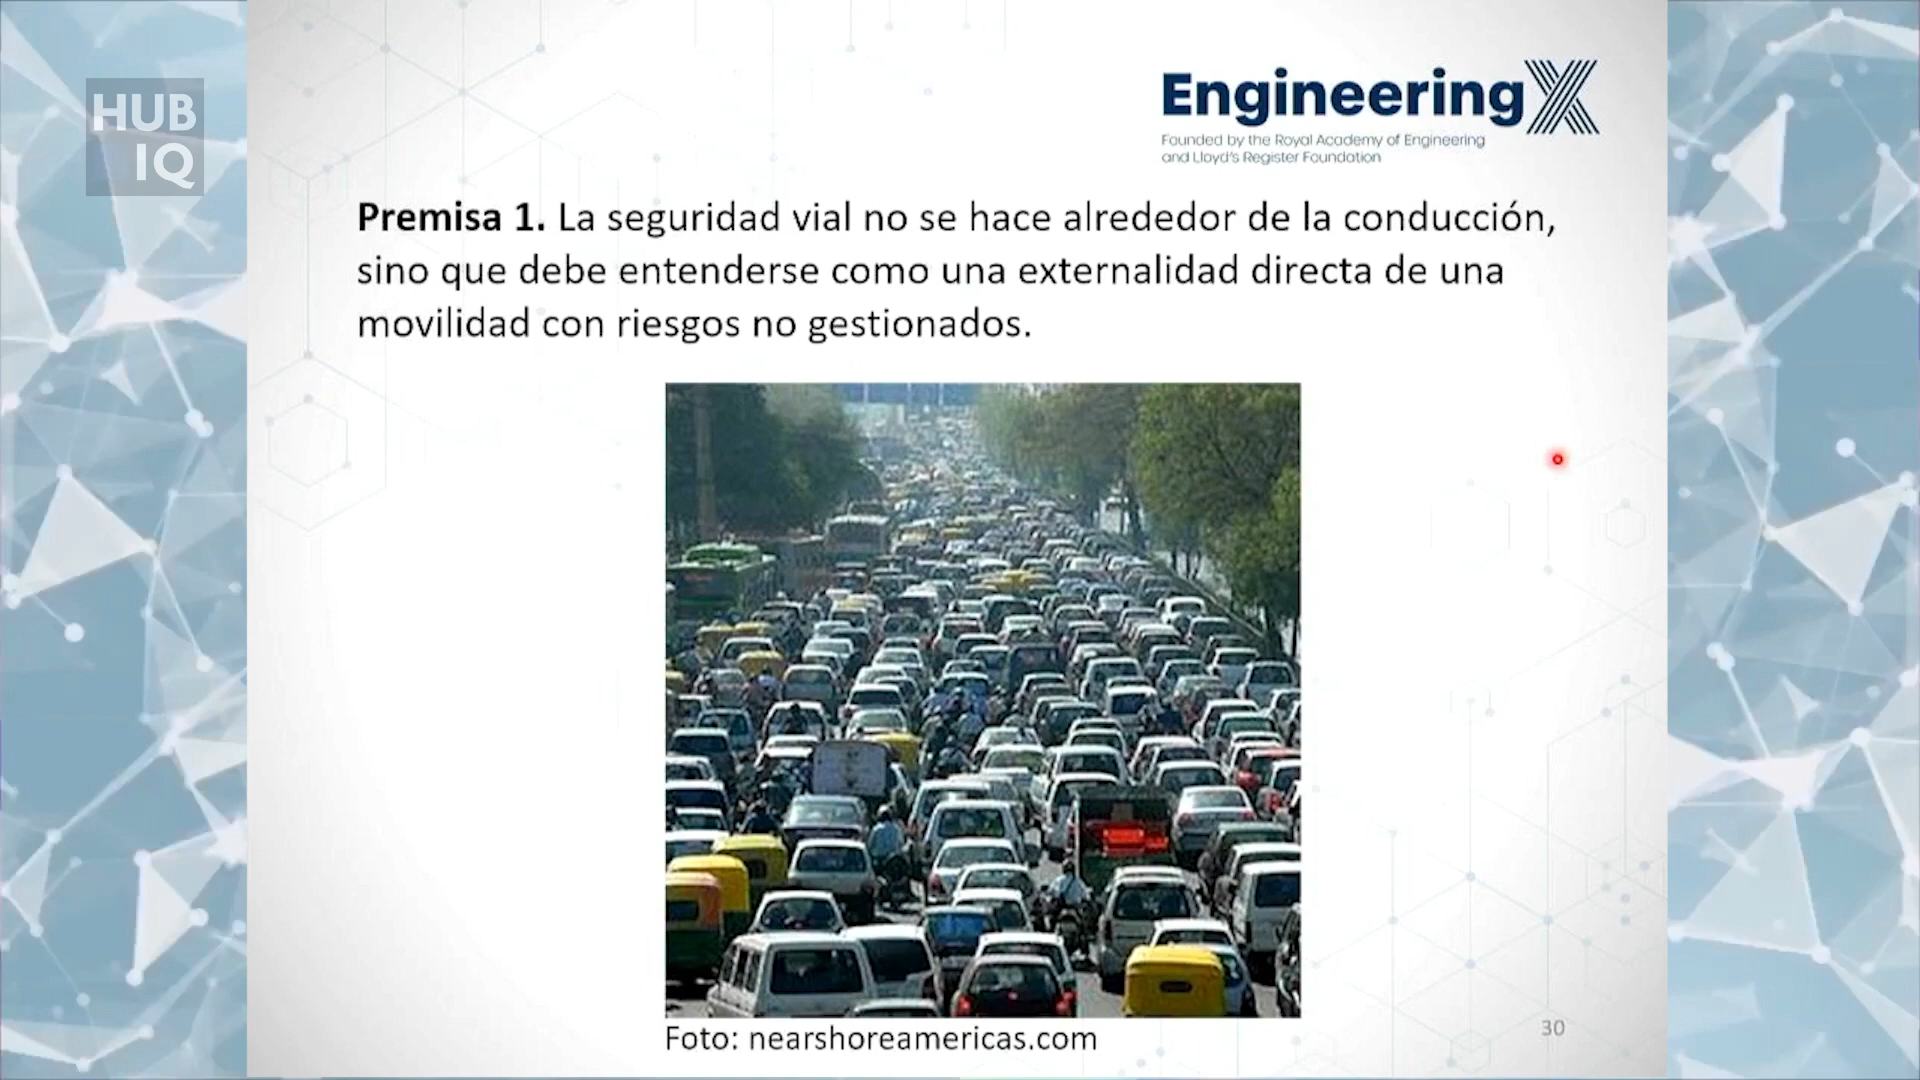 HUB
IQ
EngineeringX
Founded by the Royal Academy of Engineering
and Lloyd's Register Foundation
Premisa 1. La seguridad vial no se hace alrededor de la conducción,
sino que debe entenderse como una externalidad directa de una
movilidad con riesgos no gestionados.
Foto: nearshoreamericas.com
30